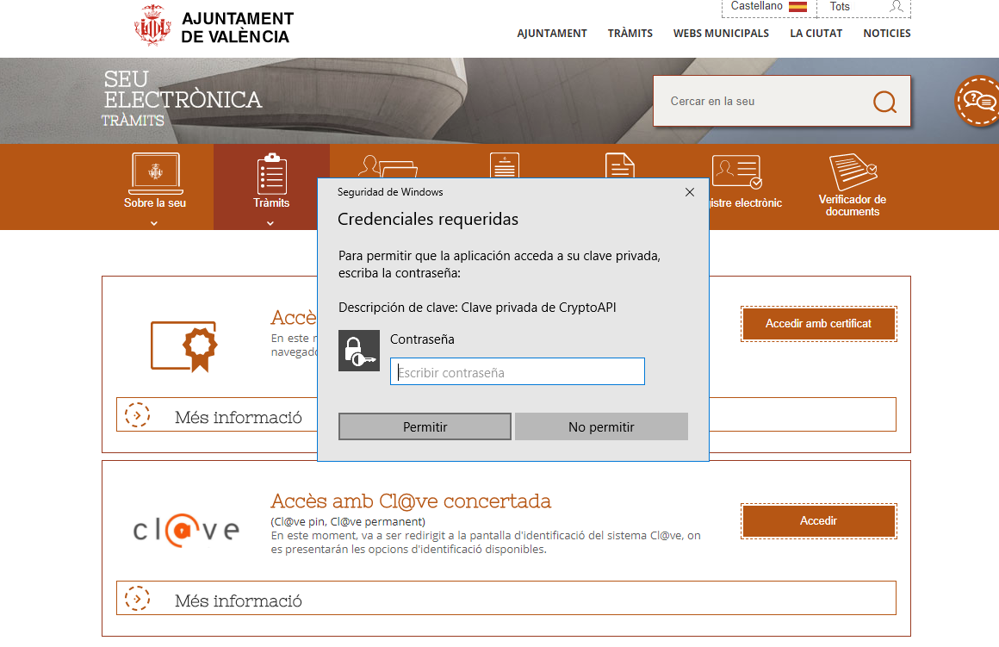 AJUNTAMENT
DE VALÈNCIA
Castellano
Tots
AJUNTAMENT
TRÀMITS
WEBS MUNICIPALS
LA CIUTAT
NOTICIES
SEU
ELECTRÒNICA
TRÀMITS
Cercar en la seu
Sobre la seu
Tràmits
istre electrònic
Verificador de
documents
Seguridad de Windows
Credenciales requeridas
Para permitir que la aplicación acceda a su clave privada,
escriba la contraseña:
Descripción de clave: Clave privada de CryptoAPI
Contraseña
Escribir contraseña
Permitir
No permitir
Accè
En este
navegado
Accedir amb certificat
Més informació
cl@ve
Accès amb Cl@ve concertada
(Cl@ve pin, Cl@ve permanent)
En este moment, va a ser redirigit a la pantalla d'identificació del sistema Cl@ve, on
es presentarán les opcions d'identificació disponibles.
Accedir
Més informació